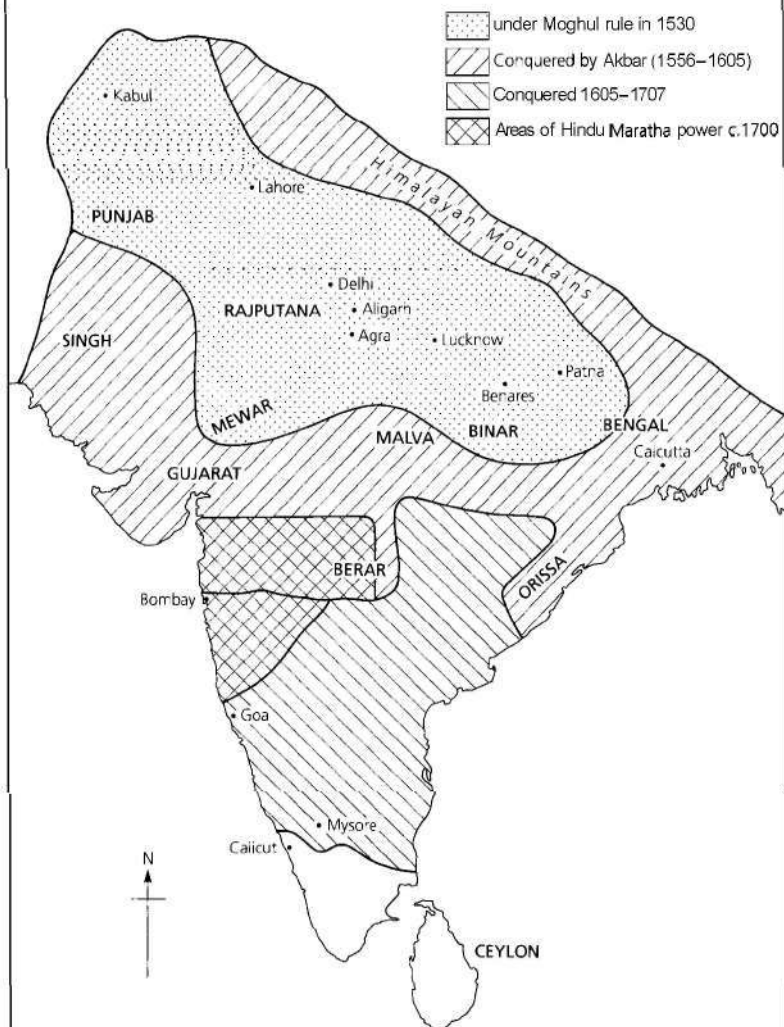 under Moghul rule in 1530
Conquered by Akbar (1556–1605)
Conquered 1605–1707
Areas of Hindu Maratha power c.1700
Kabul
Himalayan Mountains
Lahore
PUNJAB
Delhi
RAJPUTANA
Aligarn
SINGH
Agra
Lucknow
Patna
Benares
MEWAR
MALVA
BINAR
BENGAL
GUJARAT
Caicutta
BERAR
ORISSA
Bombay
Goa
Mysore
Caiicut
N
CEYLON